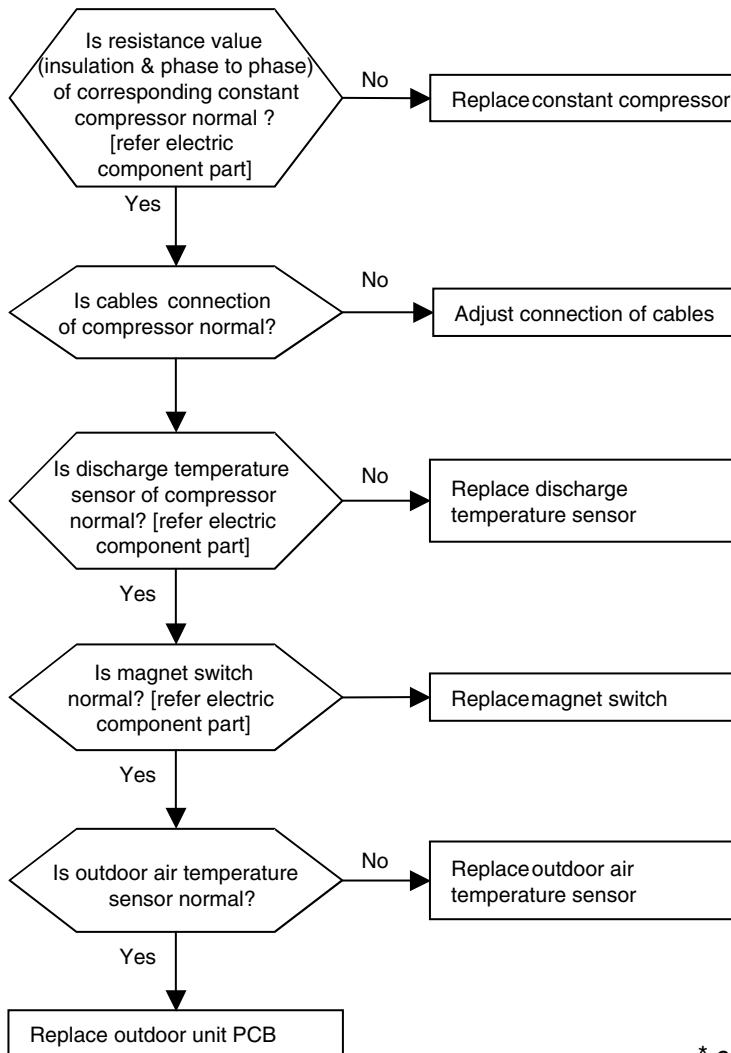 Is resistance value
(insulation & phase to phase)
of corresponding constant
compressor normal ?
[refer electric
component part]
No
Replace constant compressor
Yes
Is cables connection
of compressor normal?
No
Adjust connection of cables
Is discharge temperature
sensor of compressor
normal? [refer electric
component part]
No
Replace discharge
temperature sensor
Yes
Is magnet switch
normal? [refer electric
component part]
Replace magnet switch
Yes
Is outdoor air temperature
sensor normal?
No
Replace outdoor air
temperature sensor
Yes
Replace outdoor unit PCB
*